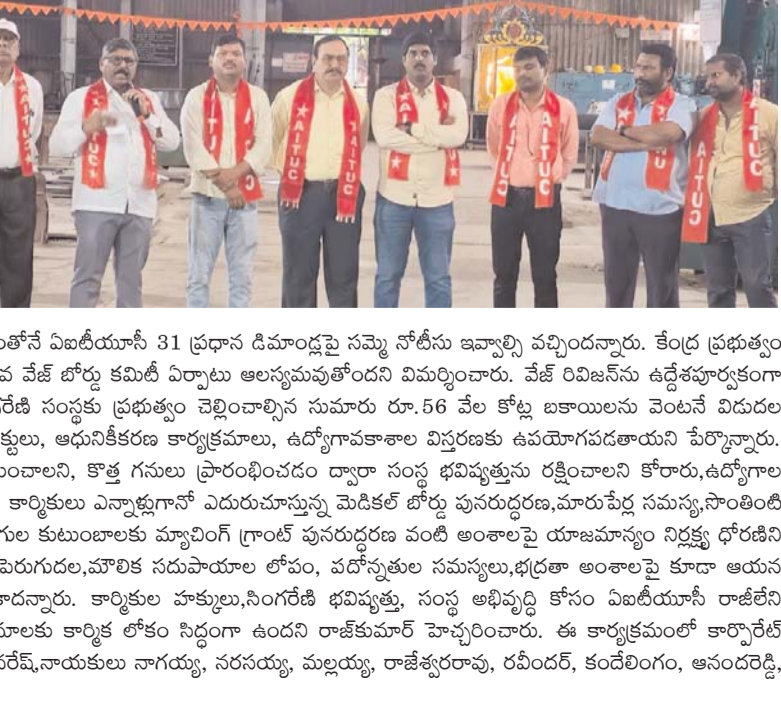 AITUC
AITUC
AITUC
AITUC
AITUC
AITUC
AITUC
AITUC
ఏఐటీయూసీ 31 ప్రధాన డిమాండ్లపై సమ్మె నోటీసు ఇవ్వాల్సి వచ్చిందన్నారు. కేంద్ర ప్రభుత్వం
వేజ్ బోర్డు కమిటీ ఏర్పాటు ఆలస్యమవుతోందని విమర్శించారు. వేజ్ రివిజన్‌ను ఉద్దేశపూర్వకంగా
సంస్థకు ప్రభుత్వం చెల్లించాల్సిన సుమారు రూ.56 వేల కోట్ల బకాయిలను వెంటనే విడుదల
ఆధునికీకరణ కార్యక్రమాలు, ఉద్యోగావకాశాల విస్తరణకు ఉపయోగపడతాయని పేర్కొన్నారు.
కొత్త గనులు ప్రారంభించడం ద్వారా సంస్థ భవిష్యత్తును రక్షించాలని కోరారు,ఉద్యోగాల
కార్మికులు ఎన్నాళ్లుగానో ఎదురుచూస్తున్న మెడికల్ బోర్డు పునరుద్ధరణ,మారుపేర్ల సమస్య,సొంతింటి
కుటుంబాలకు మ్యాచింగ్ గ్రాంట్ పునరుద్ధరణ వంటి అంశాలపై యాజమాన్యం నిర్లక్ష్య ధోరణిని
పెరుగుదల,మౌలిక సదుపాయాల లోపం, పదోన్నతుల సమస్యలు,భద్రతా అంశాలపై కూడా ఆయన
కార్మికుల హక్కులు,సింగరేణి భవిష్యత్తు, సంస్థ అభివృద్ధి కోసం ఏఐటీయూసీ రాజీలేని
కార్మిక లోకం సిద్ధంగా ఉందని రాజ్‌కుమార్ హెచ్చరించారు. ఈ కార్యక్రమంలో కార్పొరేట్
నాయకులు నాగయ్య, నరసయ్య, మల్లయ్య, రాజేశ్వరరావు, రవీందర్, కందేలింగం, ఆనందరెడ్డి,